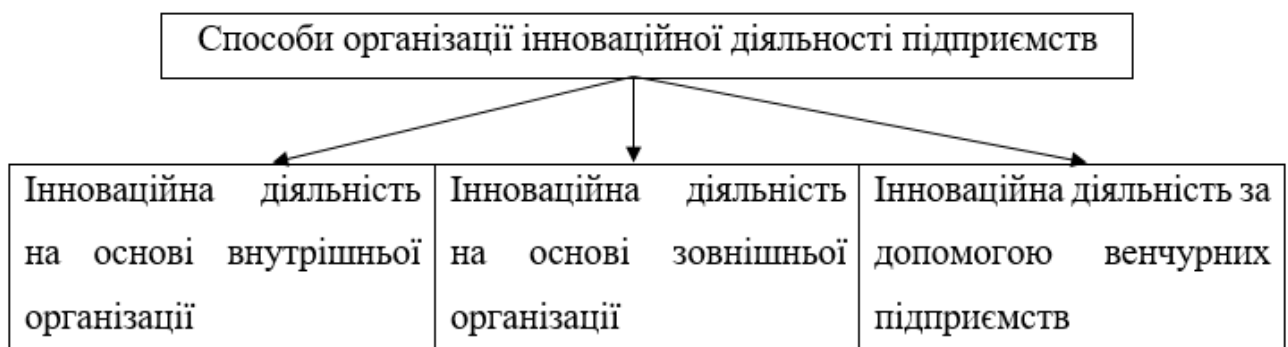 Способи організації інноваційної діяльності підприємств
Інноваційна діяльність
на основі внутрішньої
організації
Інноваційна діяльність
на основі зовнішньої
організації
Інноваційна діяльність за
допомогою венчурних
підприємств